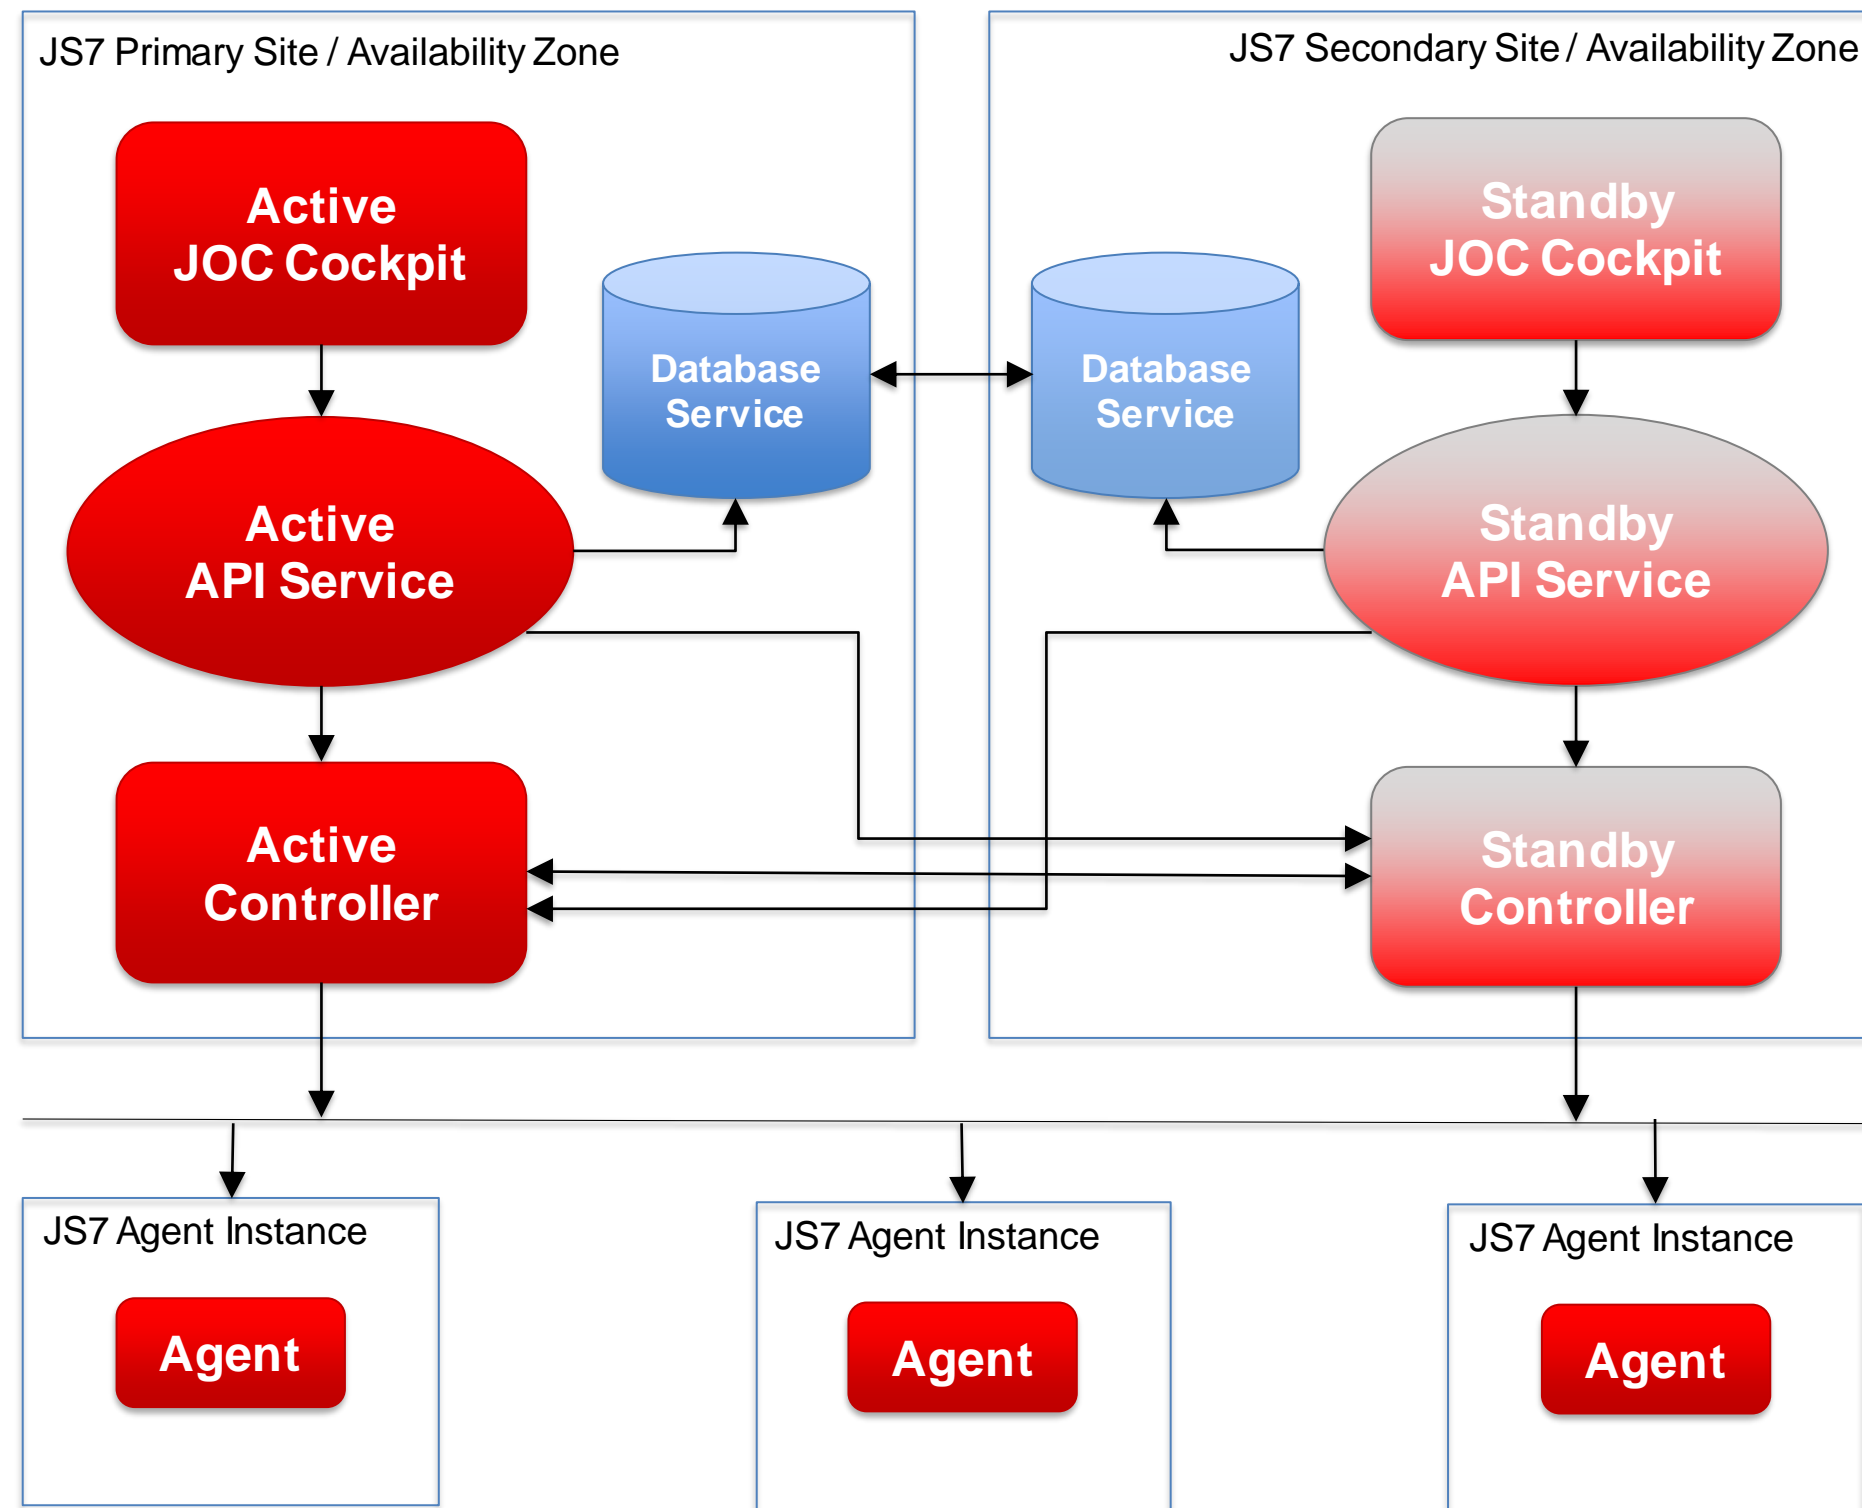 JS7 Primary Site / Availability Zone
JS7 Secondary Site / Availability Zone
Active
JOC Cockpit
Standby
JOC Cockpit
Database
Service
Database
Service
Active
API Service
Standby
API Service
Active
Controller
Standby
Controller
JS7 Agent Instance
JS7 Agent Instance
JS7 Agent Instance
Agent
Agent
Agent